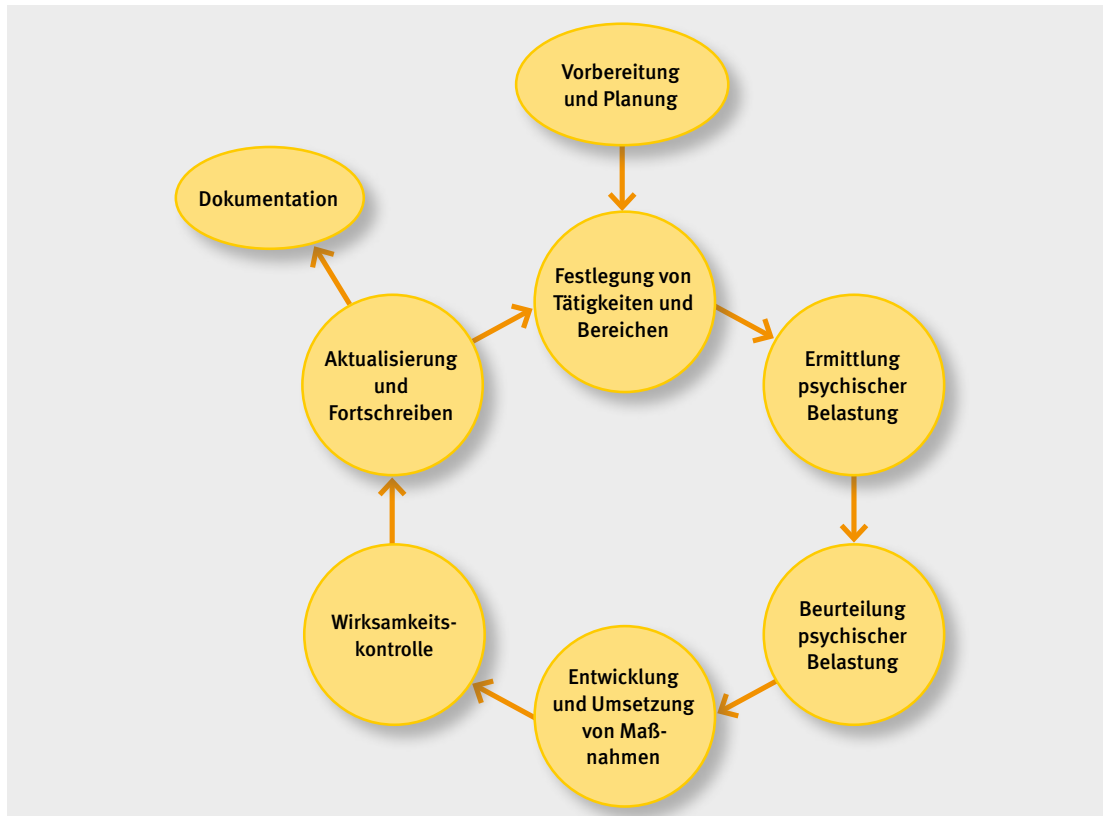 Vorbereitung
und Planung
Dokumentation
Festlegung von
Tätigkeiten und
Bereichen
Aktualisierung
und
Fortschreiben
Ermittlung
psychischer
Belastung
Wirksamkeits-
kontrolle
Beurteilung
psychischer
Belastung
Entwicklung
und Umsetzung
von Maß-
nahmen